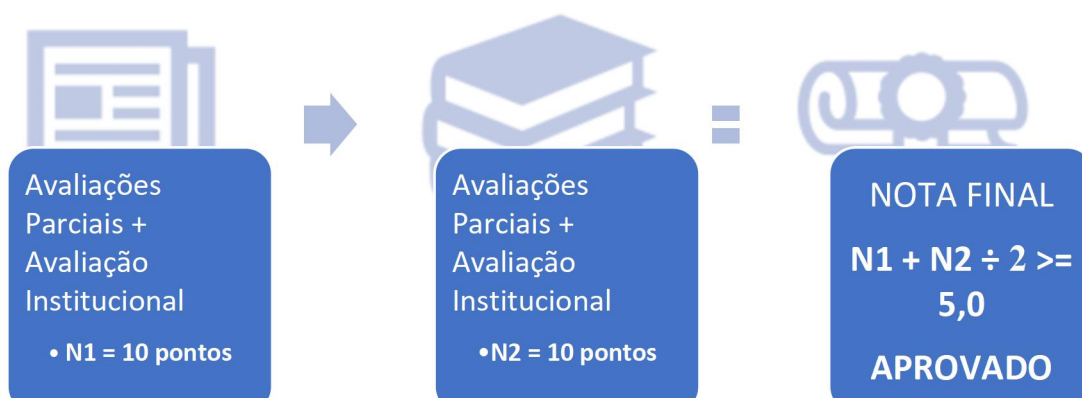 Avaliações
Parciais +
Avaliação
Institucional
• N1 = 10 pontos
Avaliações
Parciais +
Avaliação
Institucional
•N2 = 10 pontos
NOTA FINAL
N1 + N2 ÷ 2 >=
5,0
APROVADO